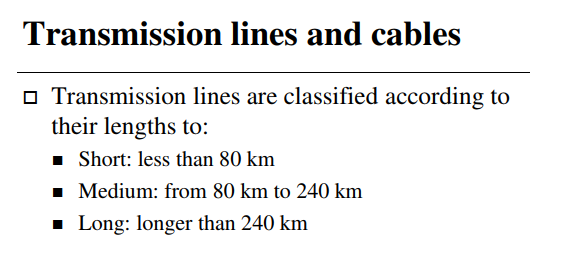 Transmission lines and cables
Transmission lines are classified according to
their lengths to:
Short: less than 80 km
Medium: from 80 km to 240 km
Long: longer than 240 km